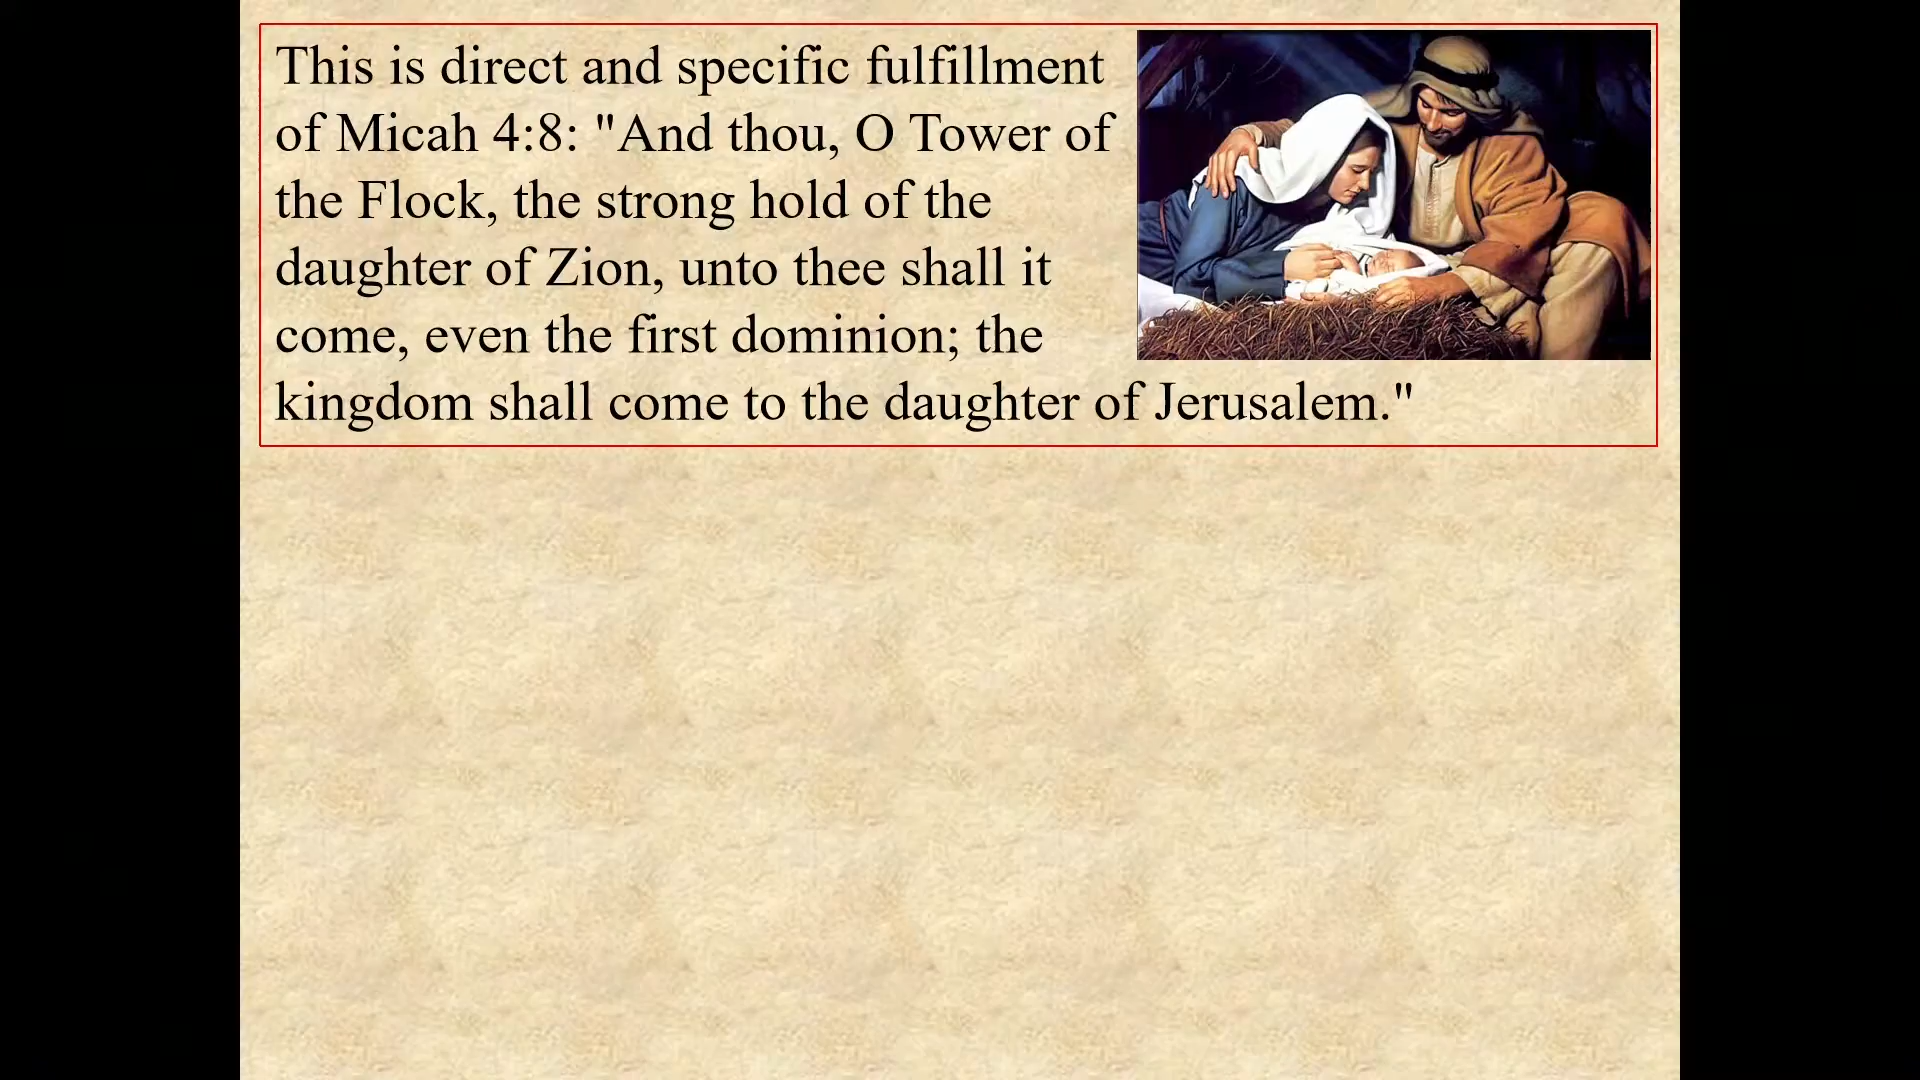 This is direct and specific fulfillment
of Micah 4:8: "And thou, O Tower of
the Flock, the strong hold of the
daughter of Zion, unto thee shall it
come, even the first dominion; the
kingdom shall come to the daughter of Jerusalem."